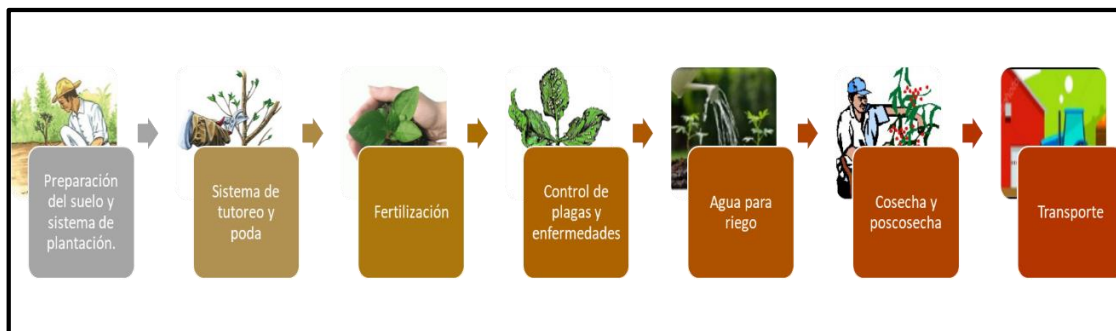 Preparación
del suelo y
sistema de
plantación.
Sistema de
tutoreo y
poda
Fertilización
Control de
plagas y
enfermedades
Agua para
riego
Cosecha y
poscosecha
Transporte